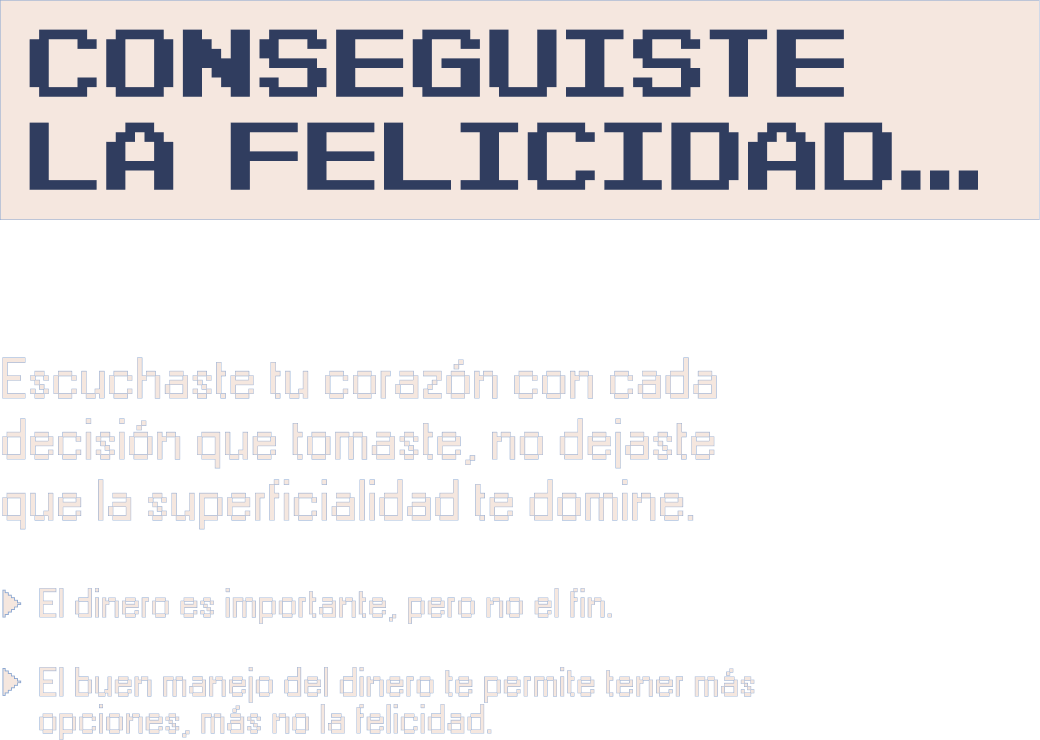 CONSEGUISTE
LA FELICIDAD...
Escuchaste tu corazón con cada
decisión que tomaste, no dejaste
que la superficialidad te domine.
El dinero es importante, pero no el fin.
El buen manejo del dinero te permite tener más
opciones, más no la felicidad.